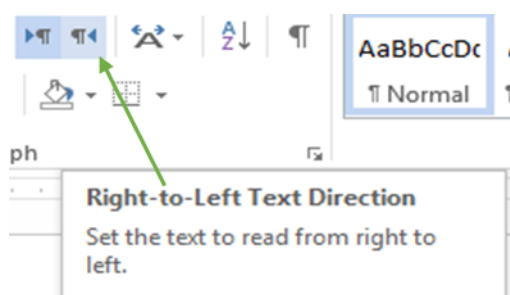 AaBbCcDc
¶ Normal
ph
Right-to-Left Text Direction
Set the text to read from right to
left.